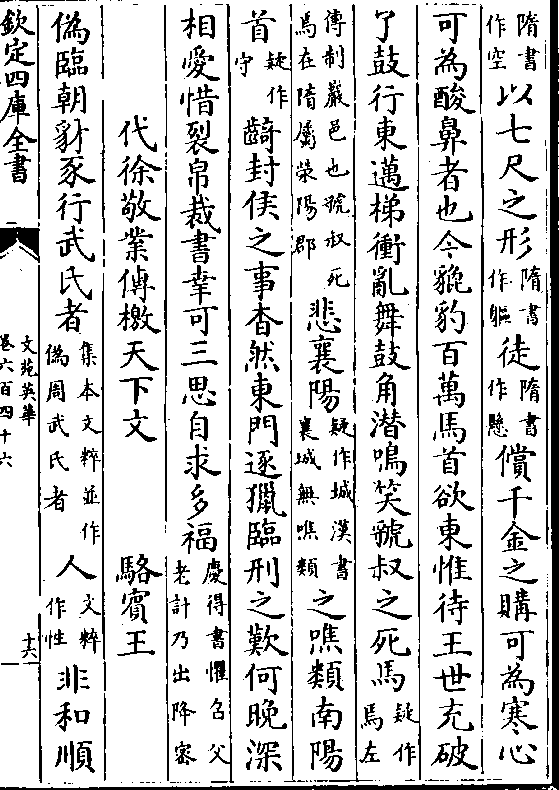 隋書作空以七尺之形隋書作軀徒隋書作懸償千金之購可為寒心
可為酸鼻者也今貔豹百萬馬首欲東惟待王世充破
了鼓行東邁梯衝亂舞鼓角潜鳴笑虢叔之死馬疑作焉左
傳制嚴邑也虢叔死焉在隋屬滎陽郡悲襄陽疑作城漢書襄城無噍類之噍類南陽
首疑作守齮封侯之事杳然東門逐獵臨刑之歎何晚深
相愛惜裂帛裁書幸可三思自求多福慶得書懼召父老計乃出降密
代徐敬業傳檄天下文 駱賓王
偽臨朝豺豕行武氏者集本文粹並作偽周武氏者人文粹作性非和順
欽定四庫全書
文苑英華
卷六百四十六
十六